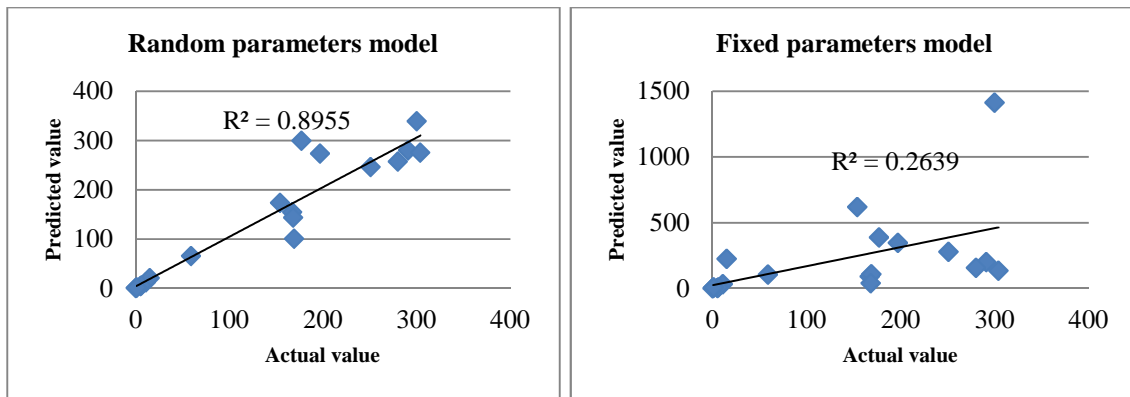 Random parameters model
400
300
200
100
0
0 100 200 300 400
Predicted value
Actual value
R² = 0.8955
Fixed parameters model
1500
1000
500
0
0 100 200 300 400
Predicted value
Actual value
R² = 0.2639